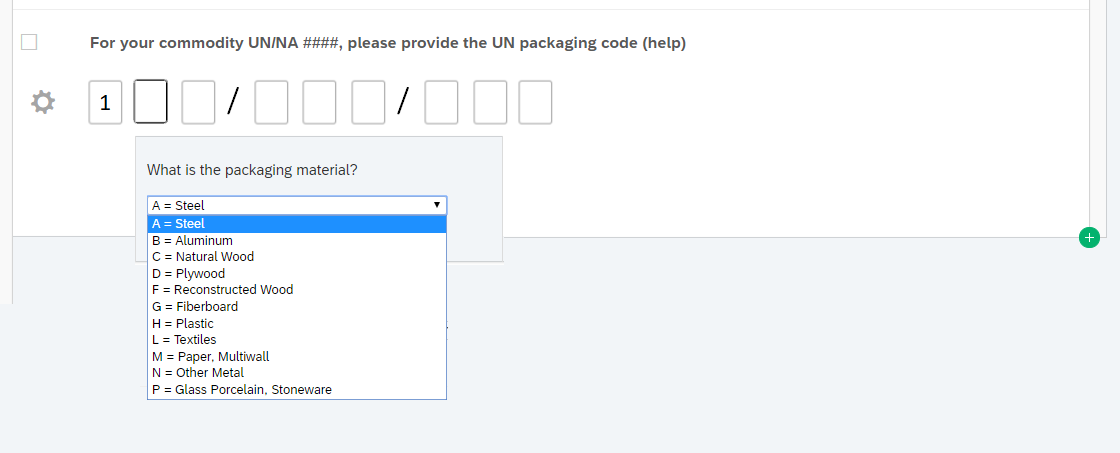 For your commodity UN/NA ####, please provide the UN packaging code (help)
1 / /
What is the packaging material?
A = Steel
A = Steel
B = Aluminum
C = Natural Wood
D = Plywood
F = Reconstructed Wood
G = Fiberboard
H = Plastic
L = Textiles
M = Paper, Multiwall
N = Other Metal
P = Glass Porcelain, Stoneware